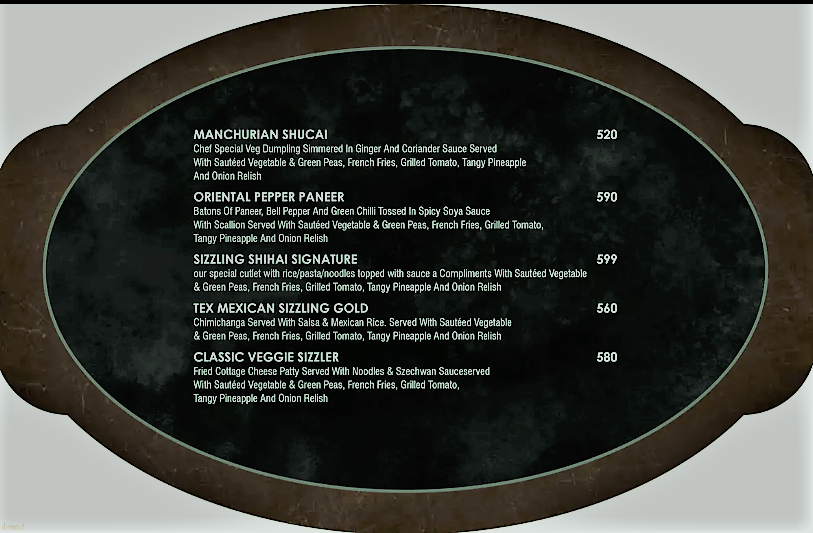 MANCHURIAN SHUCAI 520
Chef Special Veg Dumpling Simmered In Ginger And Coriander Sauce Served
With Sautéed Vegetable & Green Peas, French Fries, Grilled Tomato, Tangy Pineapple
And Onion Relish
ORIENTAL PEPPER PANEER 590
Batons Of Paneer, Bell Pepper And Green Chilli Tossed In Spicy Soya Sauce
With Scallion Served With Sautéed Vegetable & Green Peas, French Fries, Grilled Tomato,
Tangy Pineapple And Onion Relish
SIZZLING SHIHAI SIGNATURE 599
our special cutlet with rice/pasta/noodles topped with sauce a Compliments With Sautéed Vegetable
& Green Peas, French Fries, Grilled Tomato, Tangy Pineapple And Onion Relish
TEX MEXICAN SIZZLING GOLD 560
Chimichanga Served With Salsa & Mexican Rice. Served With Sautéed Vegetable
& Green Peas, French Fries, Grilled Tomato, Tangy Pineapple And Onion Relish
CLASSIC VEGGIE SIZZLER 580
Fried Cottage Cheese Patty Served With Noodles & Szechwan Sauceserved
With Sautéed Vegetable & Green Peas, French Fries, Grilled Tomato,
Tangy Pineapple And Onion Relish